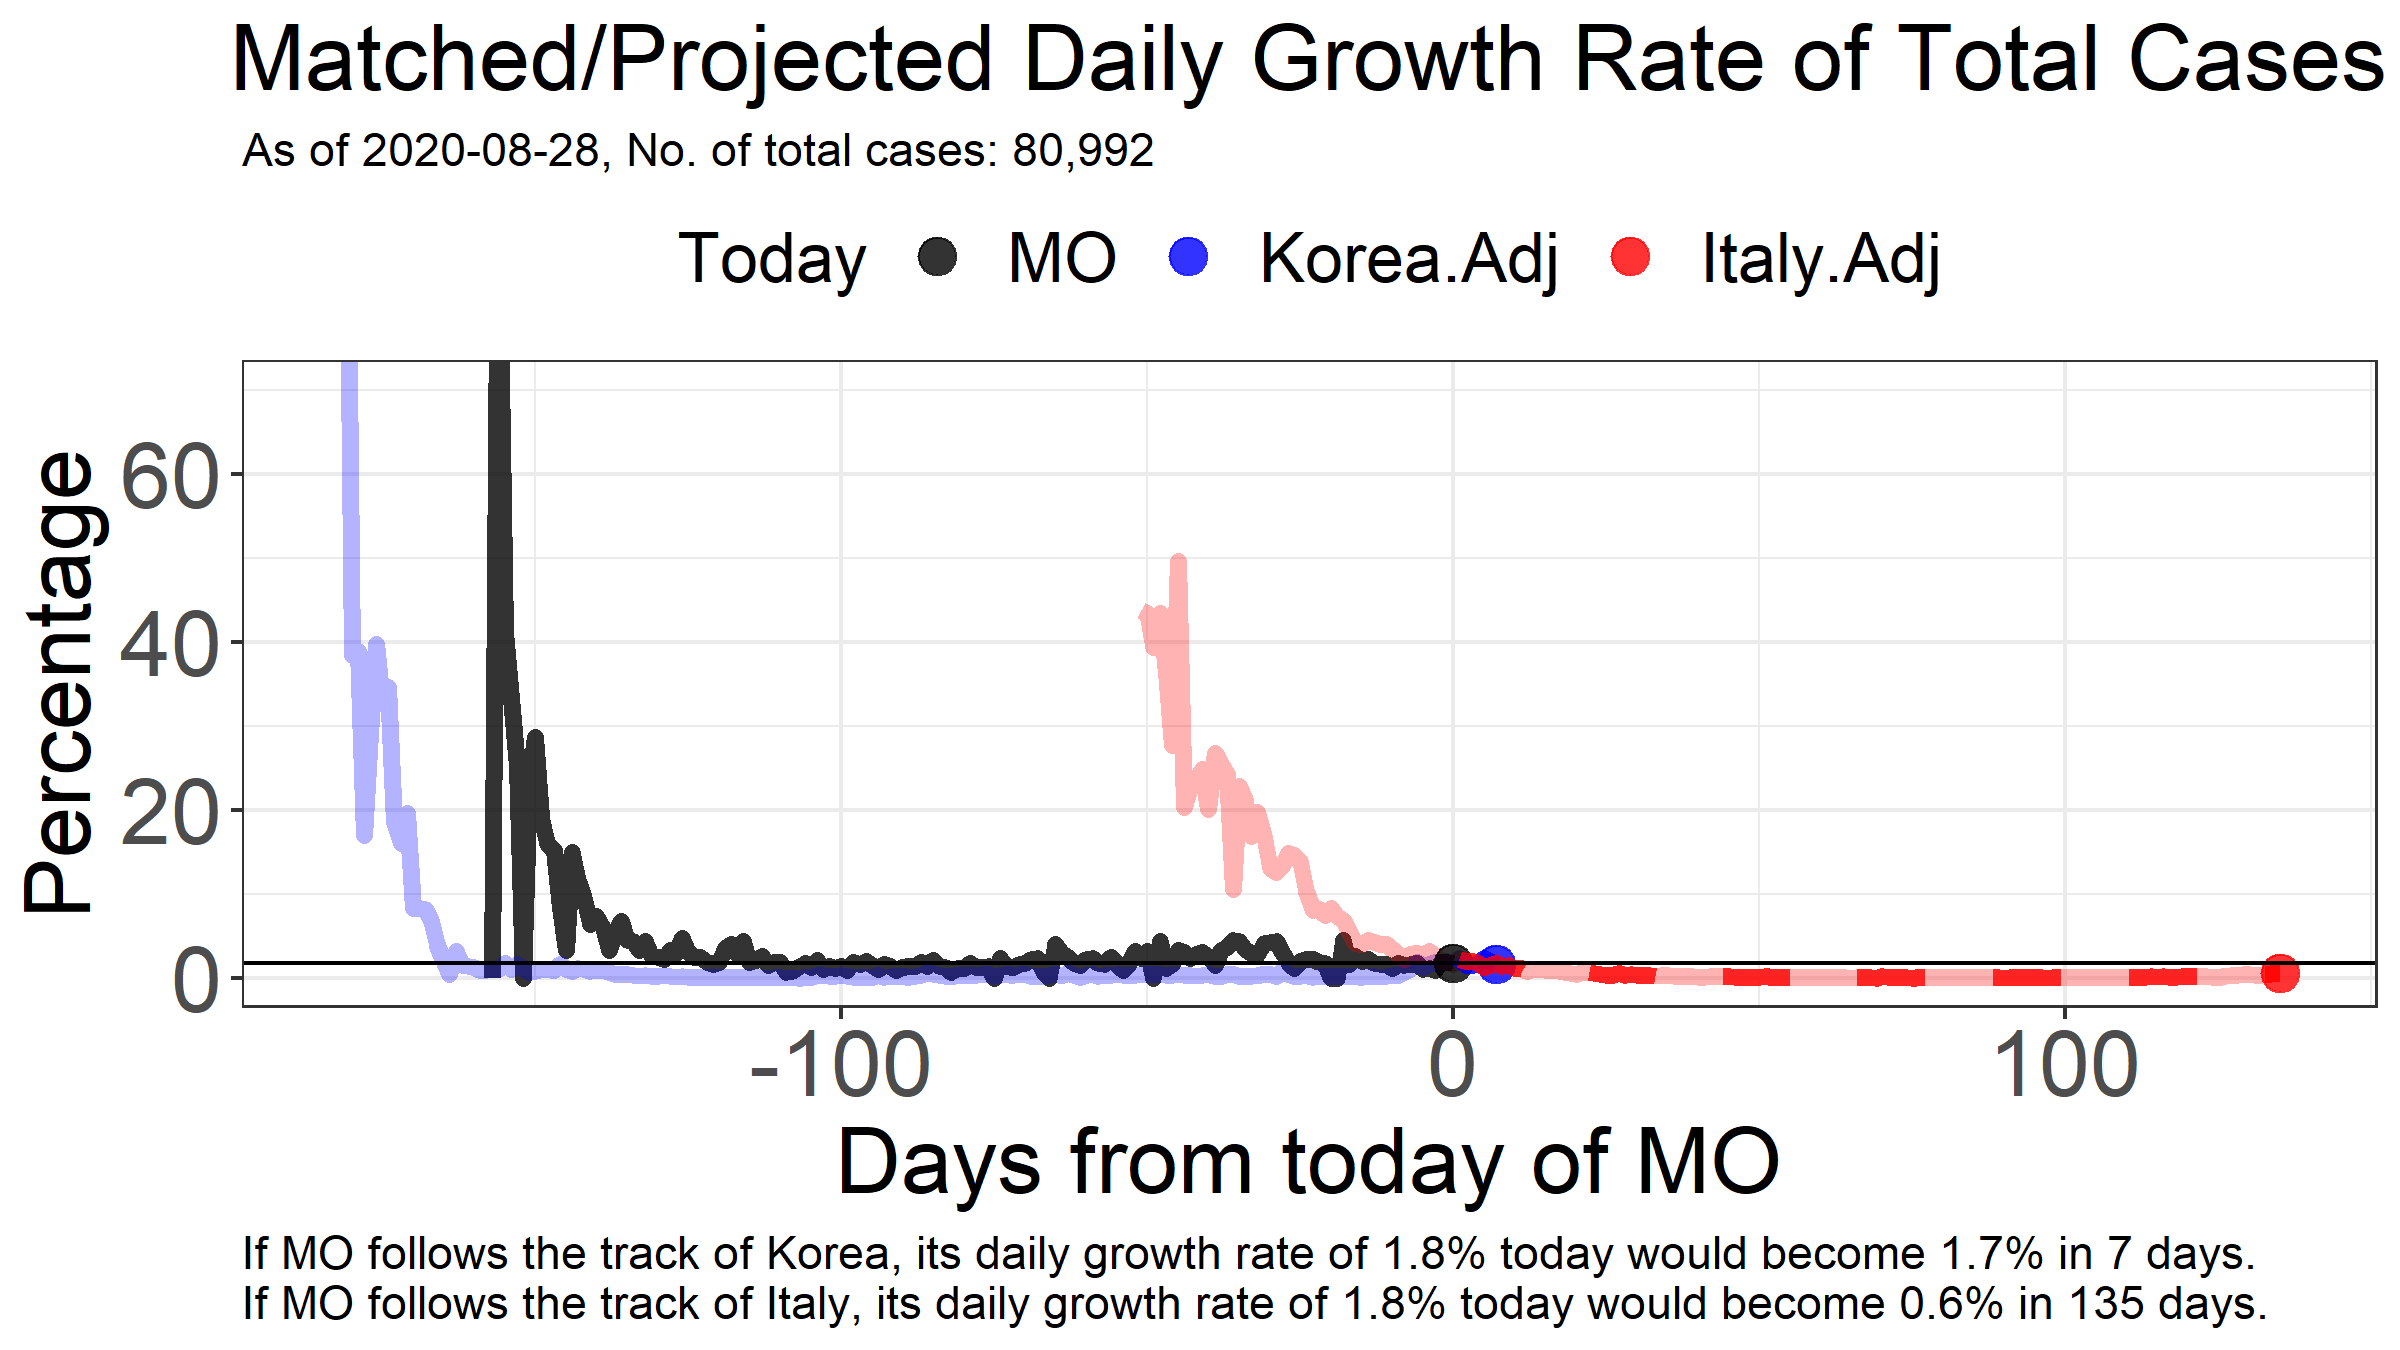 Matched/Projected Daily Growth Rate of Total Cases
As of 2020-08-28, No. of total cases: 80,992
Today MO Korea.Adj Italy.Adj
Percentage
60
40
20
0
-100 0 100
Days from today of MO
If MO follows the track of Korea, its daily growth rate of 1.8% today would become 1.7% in 7 days.
If MO follows the track of Italy, its daily growth rate of 1.8% today would become 0.6% in 135 days.